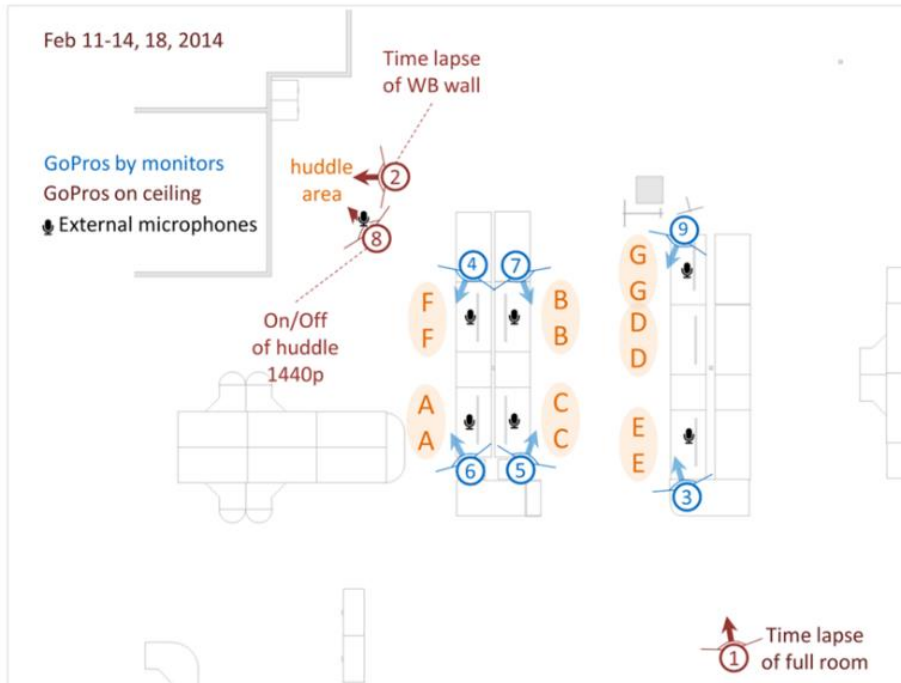 Feb 11-14, 18, 2014
Time lapse
of WB wall
GoPros by monitors
GoPros on ceiling
External microphones
huddle
area
2
8
On/Off
of huddle
1440p
4
7
9
F
F
B
B
G
G
D
D
A
A
C
C
E
E
6
5
3
1
Time lapse
of full room